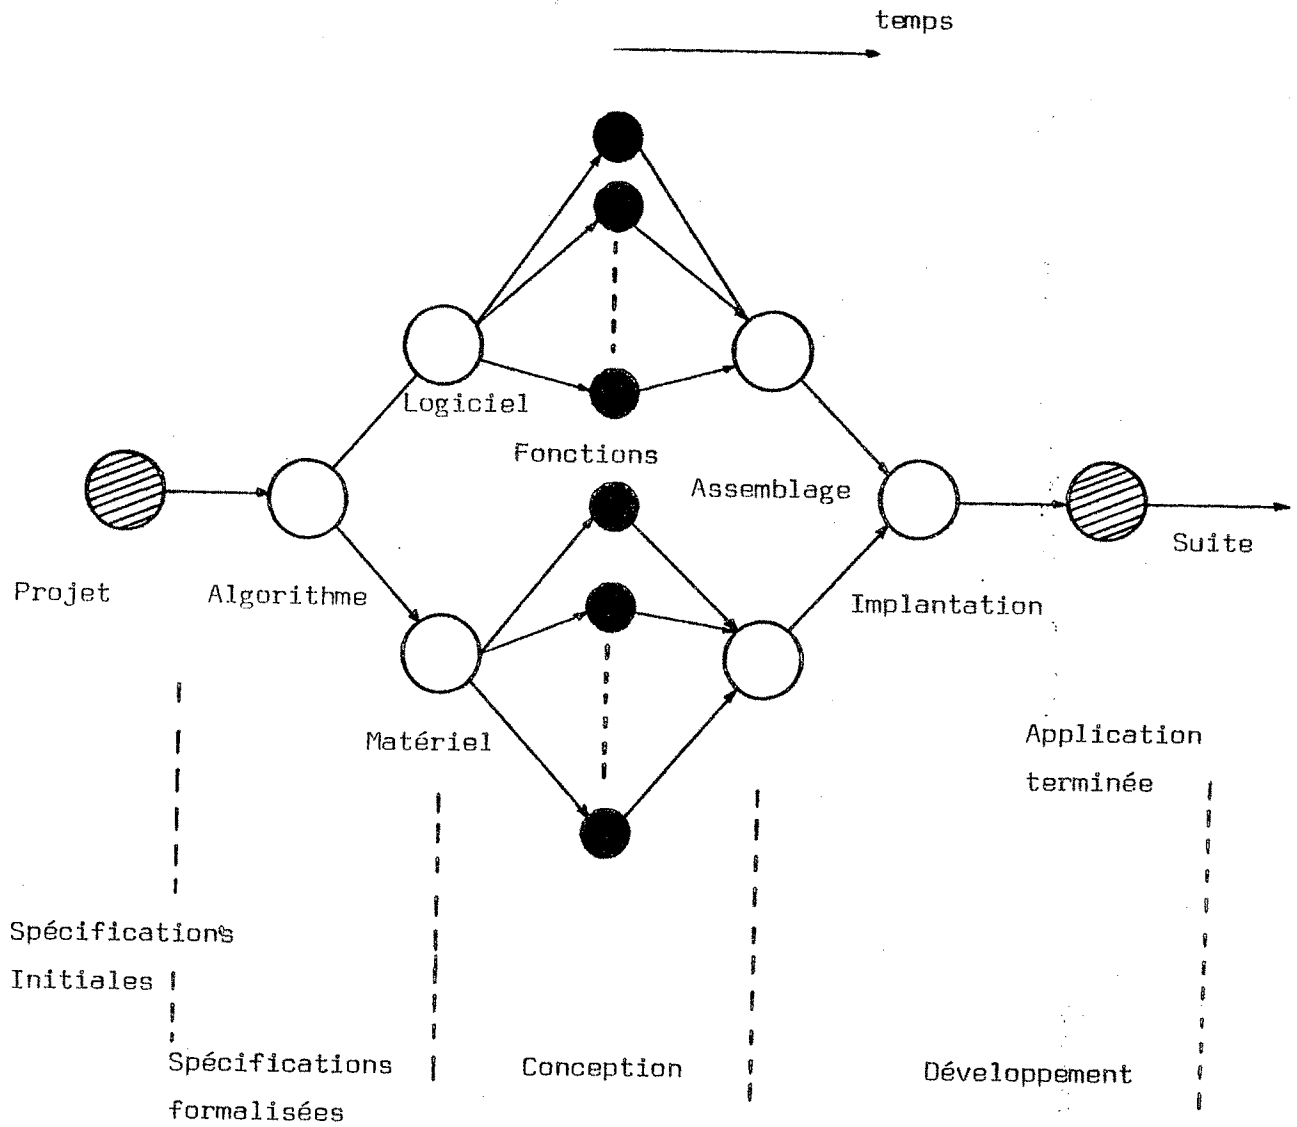 temps
Logiciel
Fonctions
Assemblage
Suite
Projet
Algorithme
Implantation
Matériel
Application
terminée
Spécifications
Initiales
Spécifications
formalisées
Conception
Développement